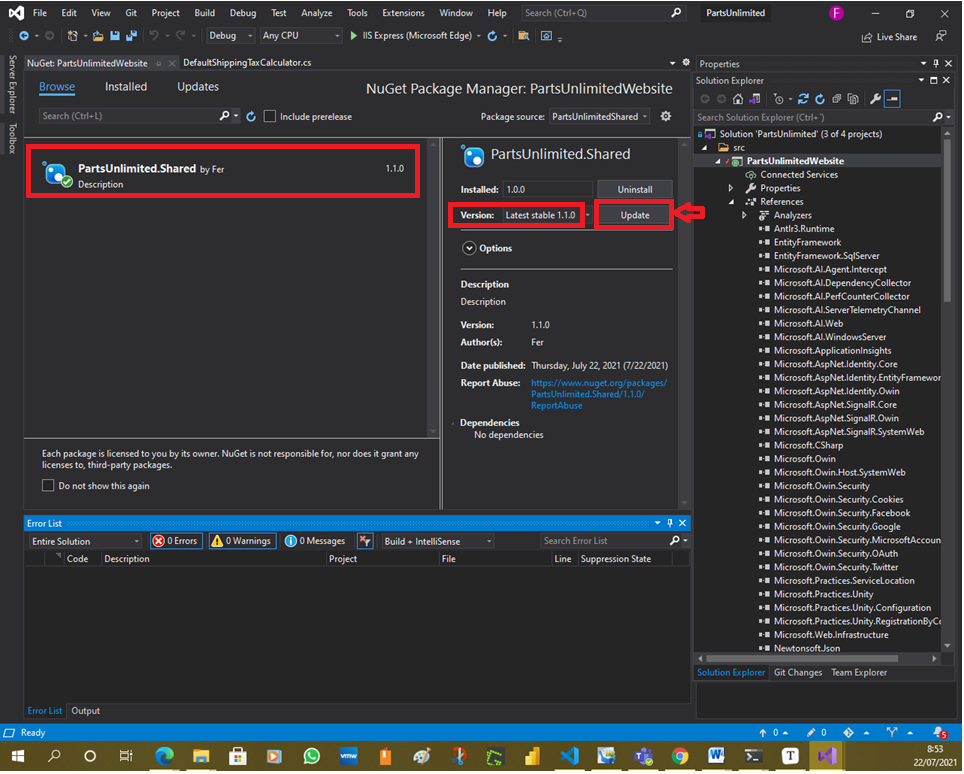 File Edit View Git Project Build Debug Test Analyze Tools Extensions Window Help Search (Ctrl+Q) PartsUnlimited F
Debug Any CPU IIS Express (Microsoft Edge) Live Share
Server Explorer
Toolbox
NuGet: PartsUnlimitedWebsite DefaultShippingTaxCalculator.cs
Browse Installed Updates NuGet Package Manager: PartsUnlimitedWebsite
Search (Ctrl+L) Include prerelease Package source: PartsUnlimitedShared
PartsUnlimited.Shared by Fer 1.1.0
Description
Each package is licensed to you by its owner. NuGet is not responsible for, nor does it grant any
licenses to, third-party packages.
Do not show this again
PartsUnlimited.Shared
Installed: 1.0.0 Uninstall
Version: Latest stable 1.1.0 Update
Options
Description
Description
Version: 1.1.0
Author(s): Fer
Date published: Thursday, July 22, 2021 (7/22/2021)
Report Abuse: https://www.nuget.org/packages/
PartsUnlimited.Shared/1.1.0/
ReportAbuse
Dependencies
No dependencies
Error List
Entire Solution 0 Errors 0 Warnings 0 Messages Build + IntelliSense Search Error List
Code Description Project File Line Suppression State
Error List Output
Properties
Solution Explorer
Search Solution Explorer (Ctrl+´)
Solution 'PartsUnlimited' (3 of 4 projects)
src
PartsUnlimitedWebsite
Connected Services
Properties
References
Analyzers
Antlr3.Runtime
EntityFramework
EntityFramework.SqlServer
Microsoft.AI.Agent.Intercept
Microsoft.AI.DependencyCollector
Microsoft.AI.PerfCounterCollector
Microsoft.AI.ServerTelemetryChannel
Microsoft.AI.Web
Microsoft.AI.WindowsServer
Microsoft.ApplicationInsights
Microsoft.AspNet.Identity.Core
Microsoft.AspNet.Identity.EntityFramewor
Microsoft.AspNet.Identity.Owin
Microsoft.AspNet.SignalR.Core
Microsoft.AspNet.SignalR.Owin
Microsoft.AspNet.SignalR.SystemWeb
Microsoft.CSharp
Microsoft.Owin
Microsoft.Owin.Host.SystemWeb
Microsoft.Owin.Security
Microsoft.Owin.Security.Cookies
Microsoft.Owin.Security.Facebook
Microsoft.Owin.Security.Google
Microsoft.Owin.Security.MicrosoftAccoun
Microsoft.Owin.Security.OAuth
Microsoft.Owin.Security.Twitter
Microsoft.Practices.ServiceLocation
Microsoft.Practices.Unity
Microsoft.Practices.Unity.Configuration
Microsoft.Practices.Unity.RegistrationByCo
Microsoft.Web.Infrastructure
Newtonsoft.Json
Solution Explorer Git Changes Team Explorer
Ready 0 0 5
vmw W T 8:53
22/07/2021